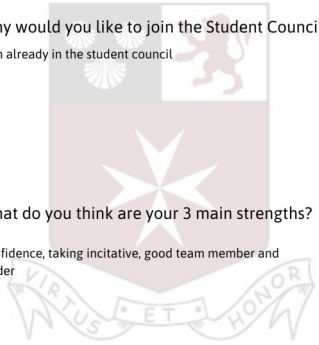 hy would you like to join the Student Counci
already in the student council
hat do you think are your 3 main strengths?
fidence, taking incitative, good team member and
der
VIRTUS ET HONOR